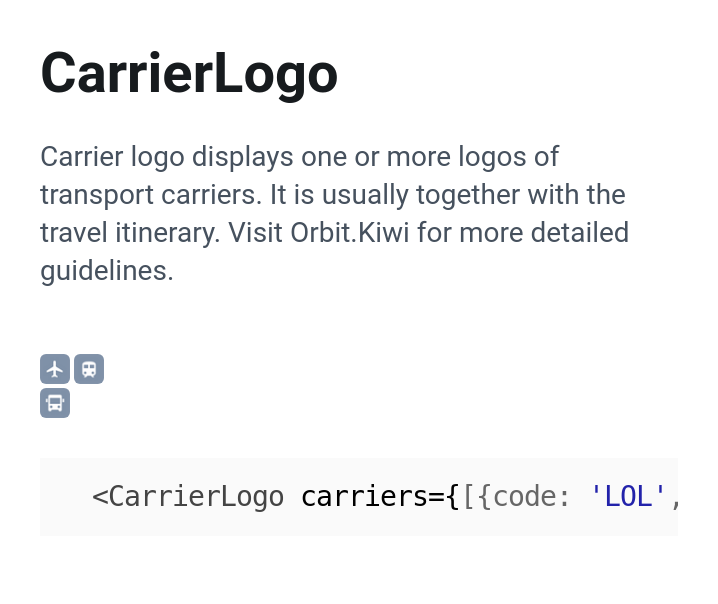 CarrierLogo
Carrier logo displays one or more logos of
transport carriers. It is usually together with the
travel itinerary. Visit Orbit.Kiwi for more detailed
guidelines.
<CarrierLogo carriers={[{code: 'LOL',